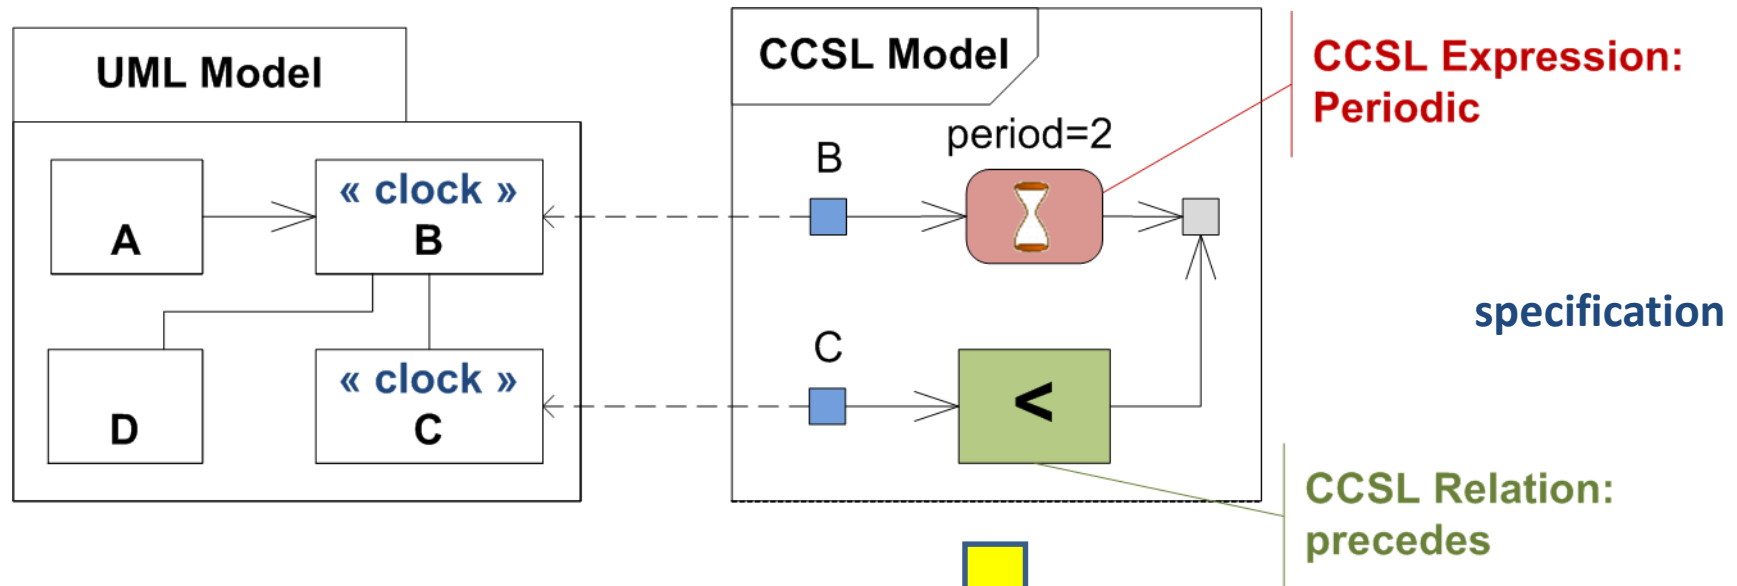 UML Model
A
« clock »
B
D
« clock »
C
CCSL Model
period=2
B
C
<
CCSL Expression:
Periodic
specification
CCSL Relation:
precedes